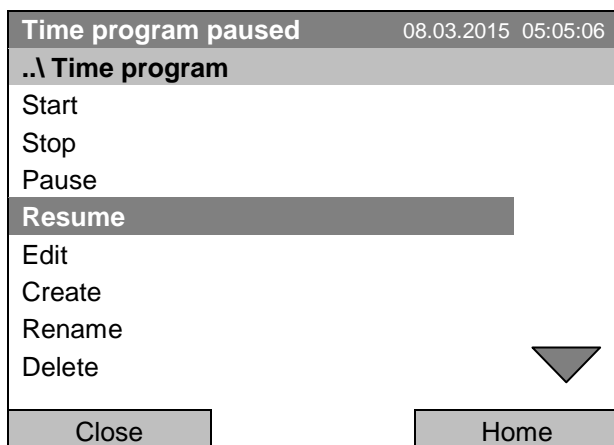 Time program paused 08.03.2015 05:05:06
..\ Time program
Start
Stop
Pause
Resume
Edit
Create
Rename
Delete
Close Home